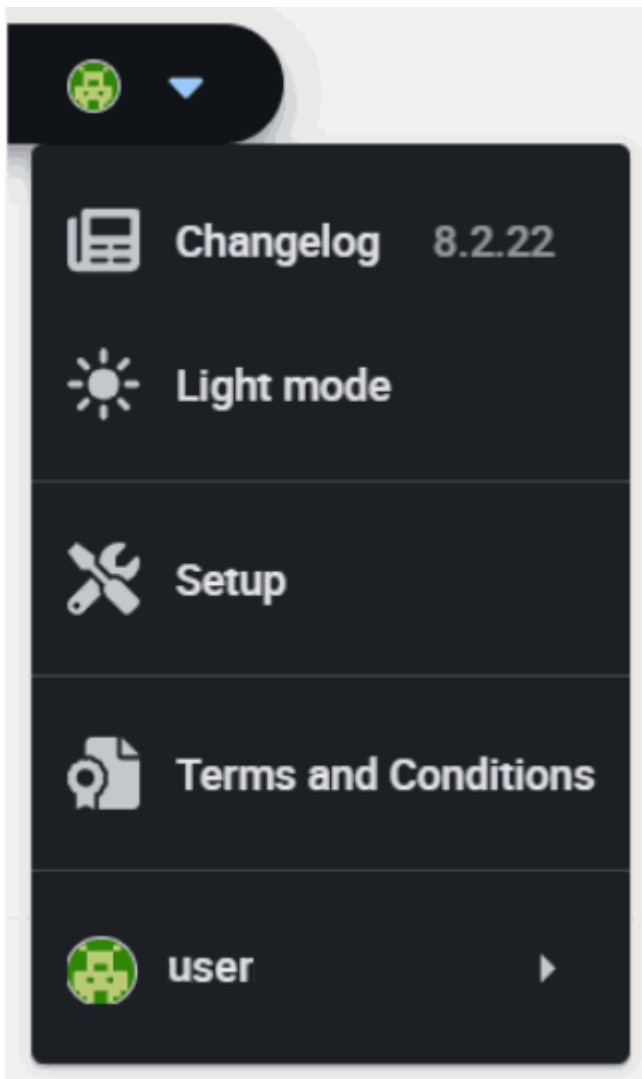 Changelog 8.2.22
Light mode
Setup
Terms and Conditions
user